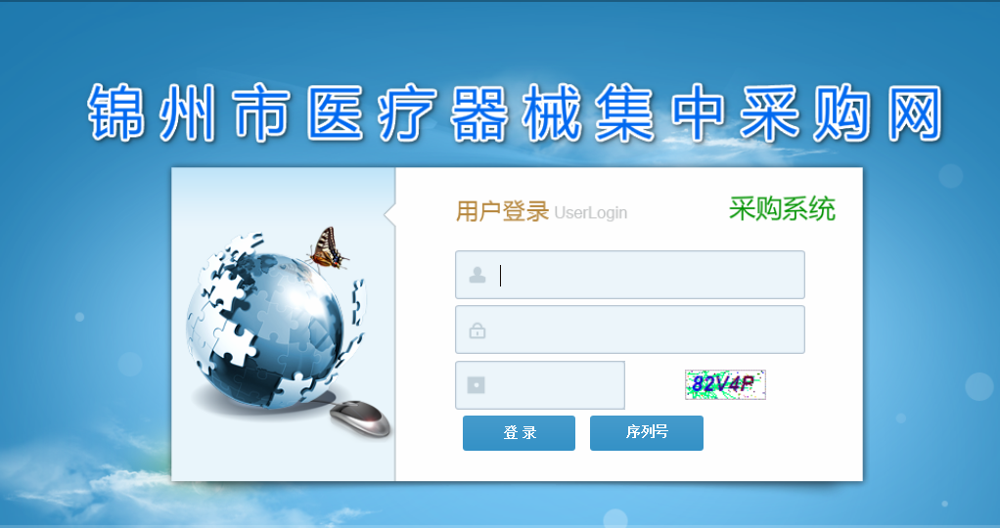 锦州市医疗器械集中采购网
用户登录 UserLogin
采购系统
82V4P
登 录
序列号